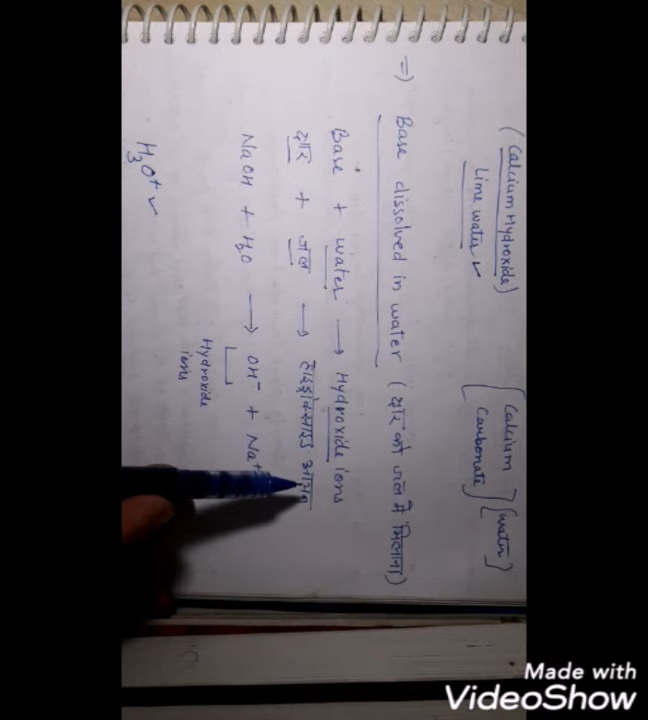 (Calcium Hydroxide)
Lime water ✓
{Calcium Carbonate} {water}
=) Base dissolved in water (क्षार को जल में मिलाना)
Base + water → Hydroxide ions
क्षार + जल → हाइड्रोक्साइड आयन
NaOH + H₂O → OH⁻ + Na⁺
Hydroxide
ions
H₃O⁺ ✓
Made with
VideoShow